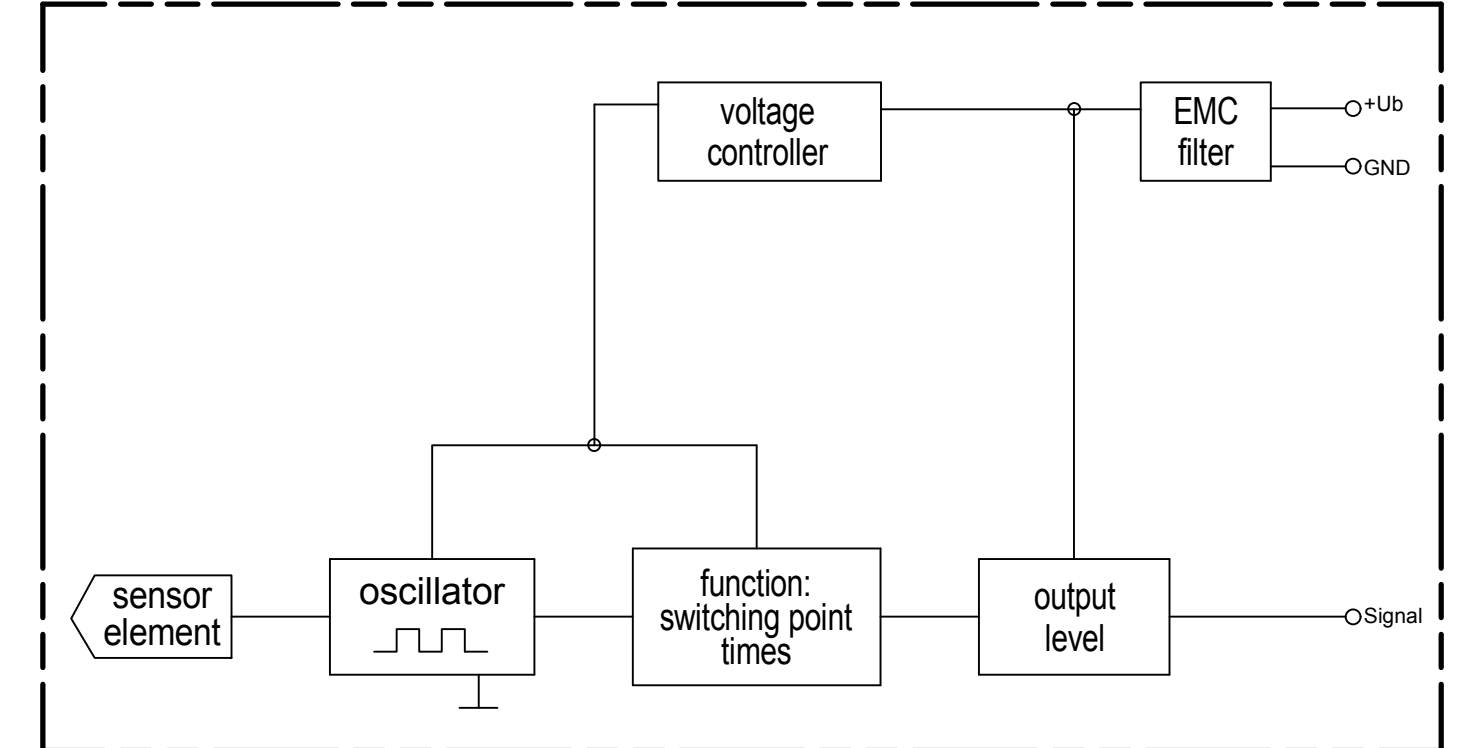 voltage
controller
EMC
filter
+Ub
GND
sensor
element
oscillator
function:
switching point
times
output
level
Signal